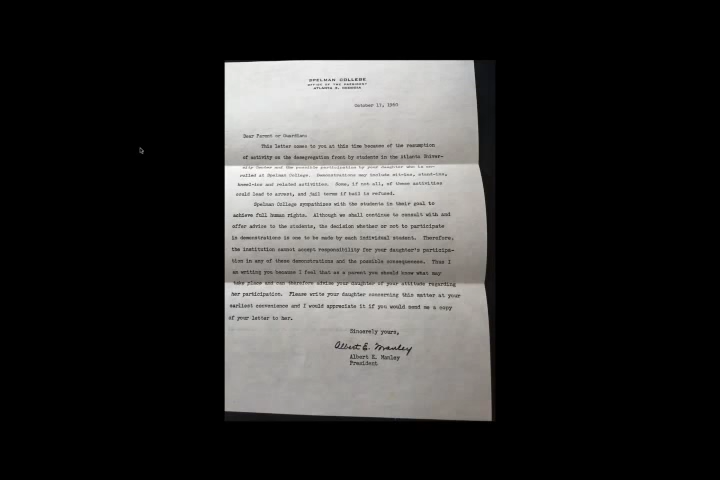 SPELMAN COLLEGE
OFFICE OF THE PRESIDENT
ATLANTA 3, GEORGIA
October 17, 1960
Dear Parent or Guardian:
This letter comes to you at this time because of the resumption
of activity on the desegregation front by students in the Atlanta Univer-
sity Center and the possible participation by your daughter who is en-
rolled at Spelman College. Demonstrations may include sit-ins, stand-ins,
kneel-ins and related activities. Some, if not all, of these activities
could lead to arrest, and jail terms if bail is refused.
Spelman College sympathizes with the students in their goal to
achieve full human rights. Although we shall continue to consult with and
offer advice to the students, the decision whether or not to participate
in demonstrations is one to be made by each individual student. Therefore,
the institution cannot accept responsibility for your daughter's participa-
tion in any of these demonstrations and the possible consequences. Thus I
am writing you because I feel that as a parent you should know what may
take place and can therefore advise your daughter of your attitude regarding
her participation. Please write your daughter concerning this matter at your
earliest convenience and I would appreciate it if you would send me a copy
of your letter to her.
Sincerely yours,
Albert E. Manley
Albert E. Manley
President